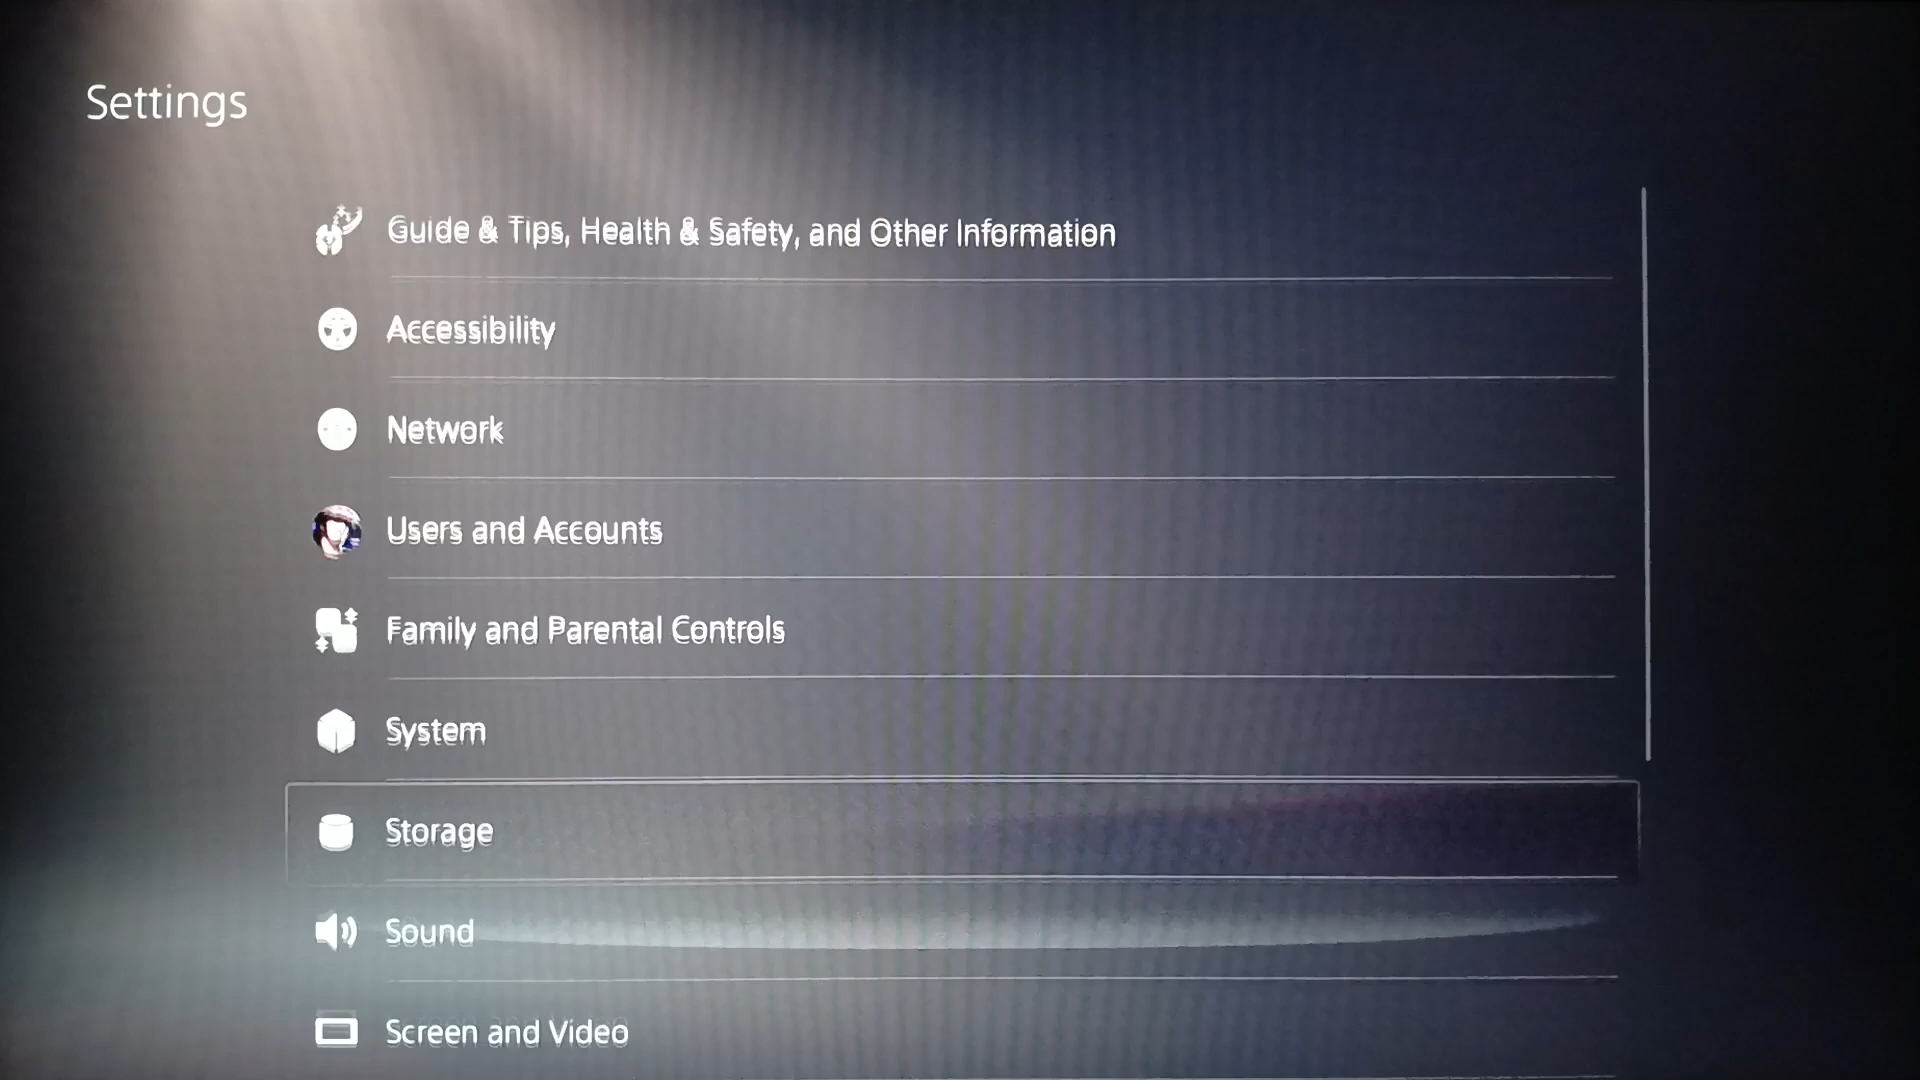 Settings
Guide & Tips, Health & Safety, and Other Information
Accessibility
Network
Users and Accounts
Family and Parental Controls
System
Storage
Sound
Screen and Video